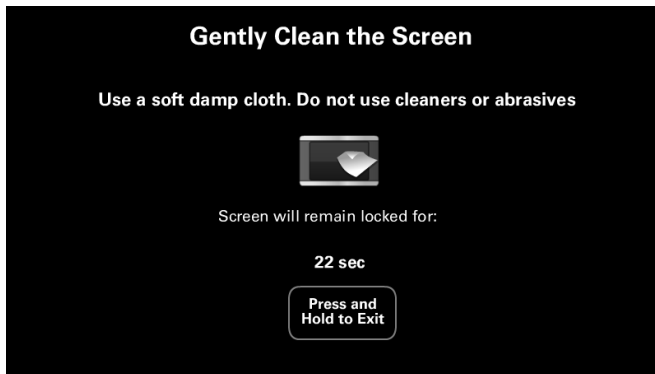 Gently Clean the Screen
Use a soft damp cloth. Do not use cleaners or abrasives
Screen will remain locked for:
22 sec
Press and
Hold to Exit